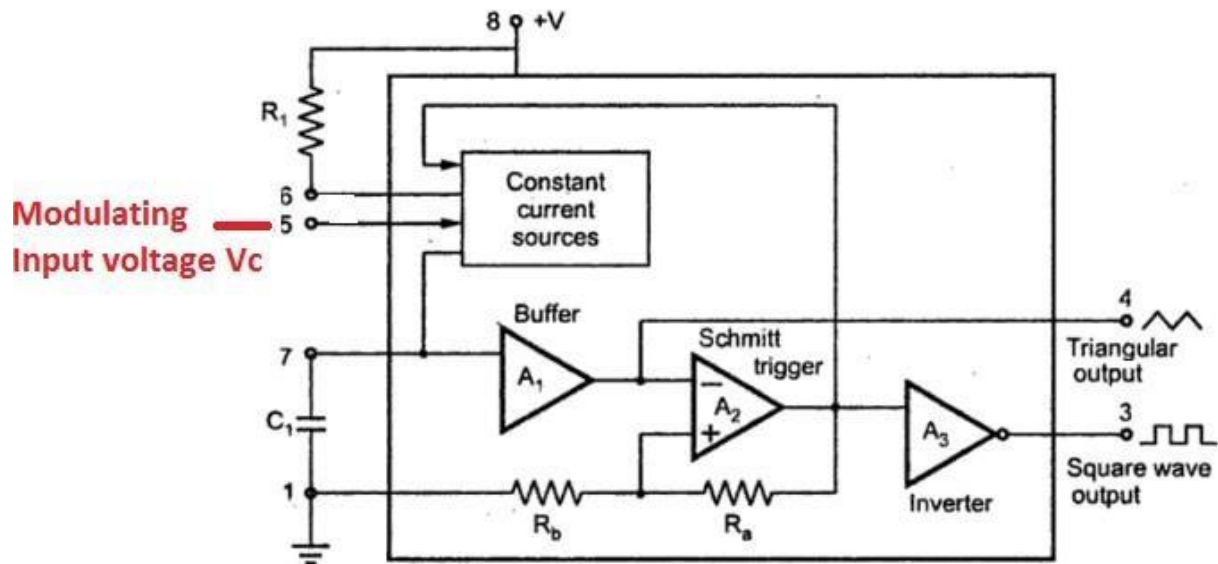 8 +V
R1
6
Modulating
5
Input voltage Vc
Constant
current
sources
Buffer
Schmitt
trigger
4
Triangular
output
7
A1
−
A2
+
A3
3
Square wave
output
C1
1
Rb
Ra
Inverter